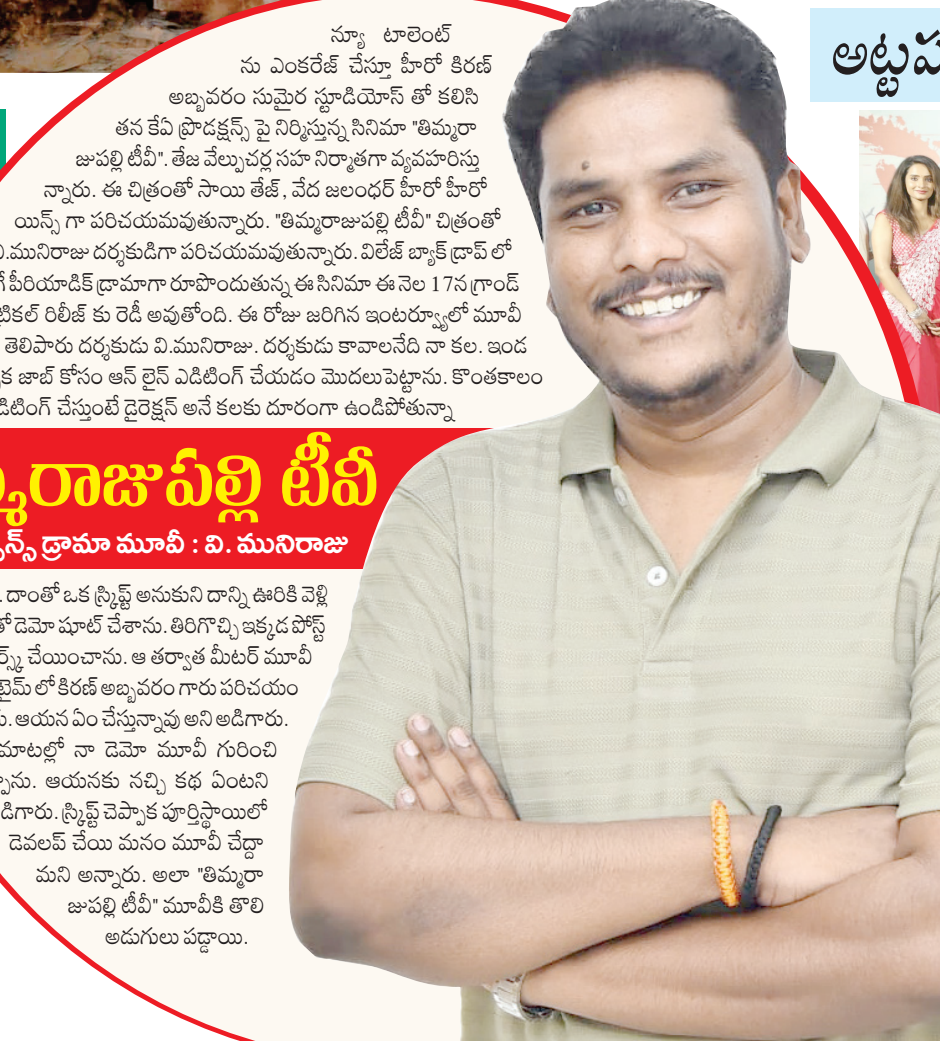 న్యూ టాలెంట్
ను ఎంకరేజ్ చేస్తూ హీరో కిరణ్
అబ్బవరం సుమైర స్టూడియోస్ తో కలిసి
తన కేఏ ప్రొడక్షన్స్ పై నిర్మిస్తున్న సినిమా "తిమ్మరా
జుపల్లి టీవీ". తేజ వేల్పుచర్ల సహ నిర్మాతగా వ్యవహరిస్తు
న్నారు. ఈ చిత్రంతో సాయి తేజ్, వేద జలంధర్ హీరో హీరో
యిన్స్ గా పరిచయమవుతున్నారు. "తిమ్మరాజుపల్లి టీవీ" చిత్రంతో
వి.మునిరాజు దర్శకుడిగా పరిచయమవుతున్నారు. విలేజ్ బ్యాక్ డ్రాప్ లో
పీరియాడిక్ డ్రామాగా రూపొందుతున్న ఈ సినిమా ఈ నెల 17న గ్రాండ్
రిలీజ్ కు రెడీ అవుతోంది. ఈ రోజు జరిగిన ఇంటర్వ్యూలో మూవీ
తెలిపారు దర్శకుడు వి.మునిరాజు. దర్శకుడు కావాలనేది నా కల. ఇండ
జాబ్ కోసం ఆన్ లైన్ ఎడిటింగ్ చేయడం మొదలుపెట్టాను. కొంతకాలం
డిటింగ్ చేస్తుంటే డైరెక్షన్ అనే కలకు దూరంగా ఉండిపోతున్నా
మ్మరాజుపల్లి టీవీ
పెన్స్ డ్రామా మూవీ : వి. మునిరాజు
. దాంతో ఒక స్క్రిప్ట్ అనుకుని దాన్ని ఊరికి వెళ్లి
తో డెమో షూట్ చేశాను. తిరిగొచ్చి ఇక్కడ పోస్ట్
చేయించాను. ఆ తర్వాత మీటర్ మూవీ
టైమ్ లో కిరణ్ అబ్బవరం గారు పరిచయం
. ఆయన ఏం చేస్తున్నావు అని అడిగారు.
మాటల్లో నా డెమో మూవీ గురించి
ప్పాను. ఆయనకు నచ్చి కథ ఏంటని
డిగారు. స్క్రిప్ట్ చెప్పాక పూర్తిస్థాయిలో
డెవలప్ చేయి మనం మూవీ చేద్దా
మని అన్నారు. అలా "తిమ్మరా
జుపల్లి టీవీ" మూవీకి తొలి
అడుగులు పడ్డాయి.
అట్టహ